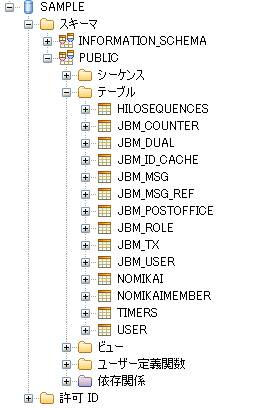 SAMPLE
スキーマ
INFORMATION_SCHEMA
PUBLIC
シーケンス
テーブル
HILOSEQUENCES
JBM_COUNTER
JBM_DUAL
JBM_ID_CACHE
JBM_MSG
JBM_MSG_REF
JBM_POSTOFFICE
JBM_ROLE
JBM_TX
JBM_USER
NOMIKAI
NOMIKAIMEMBER
TIMERS
USER
ビュー
ユーザー定義関数
依存関係
許可 ID